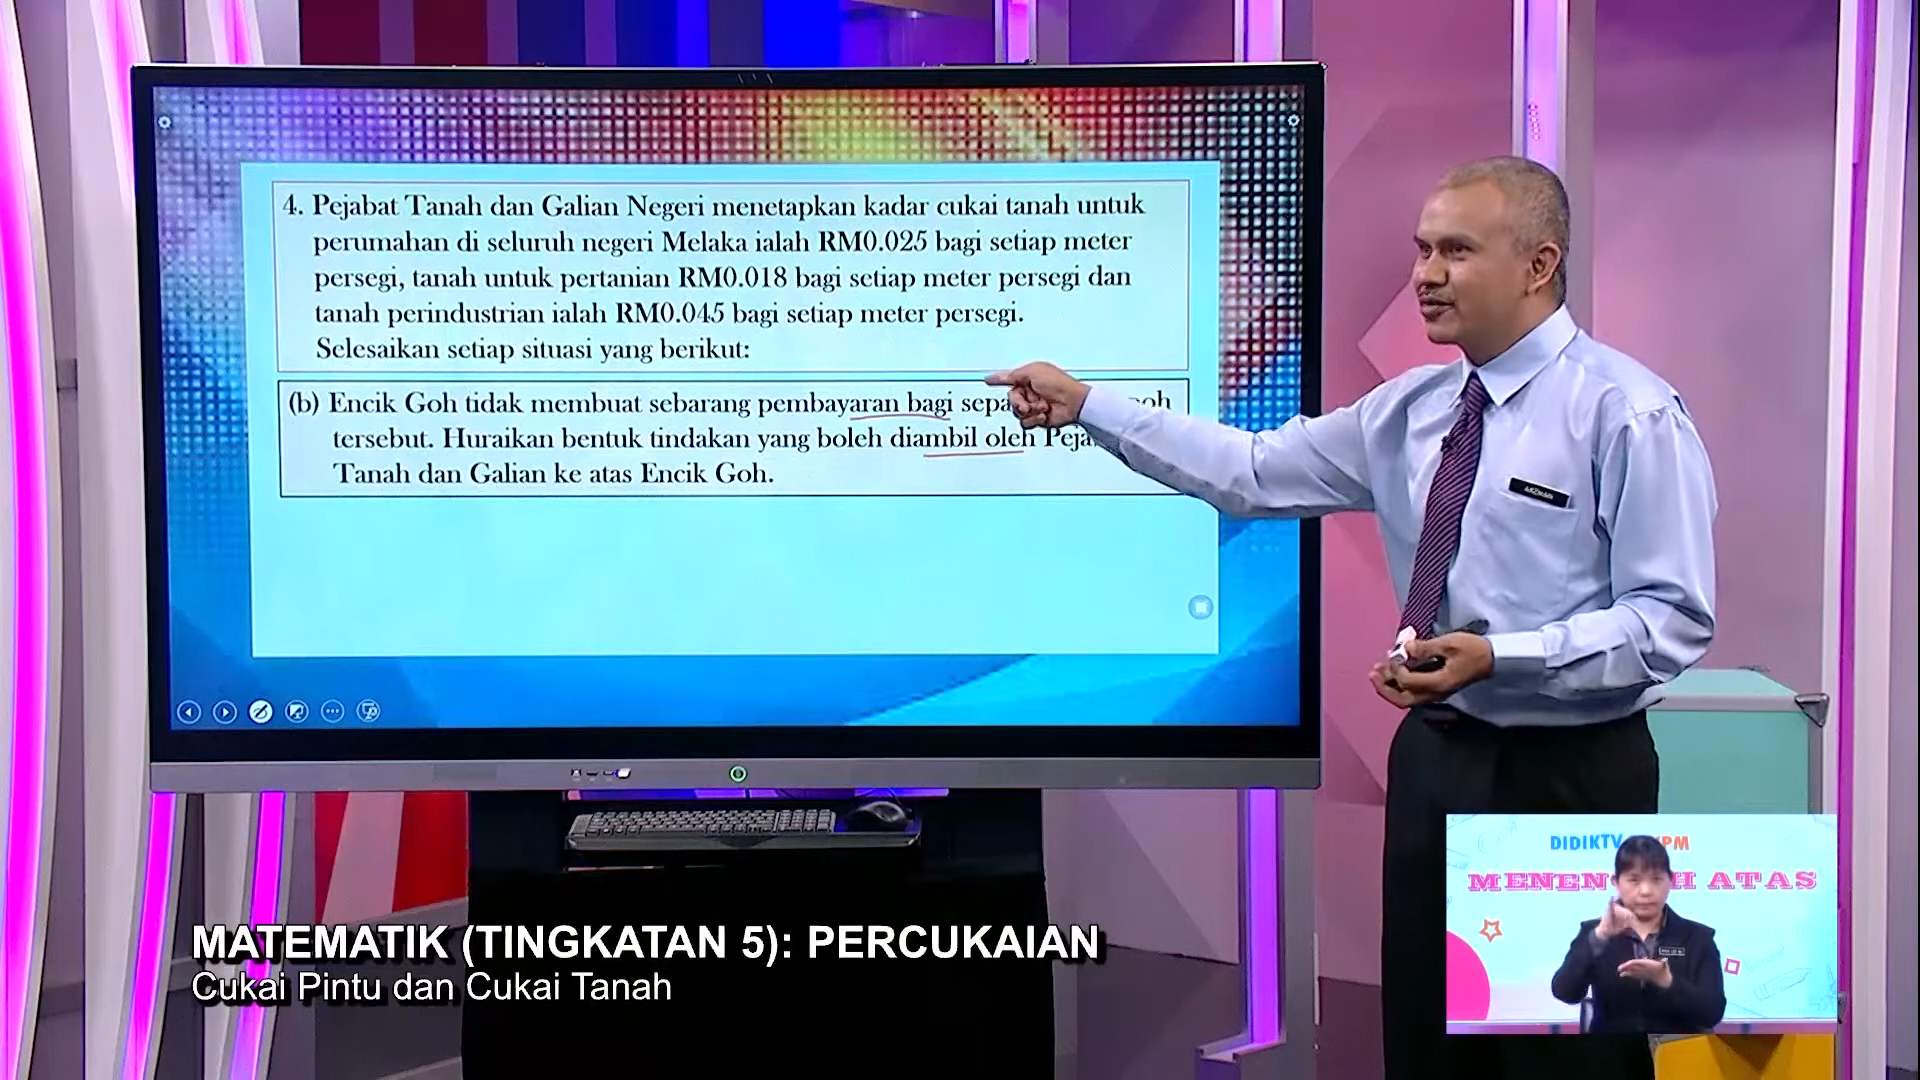 4. Pejabat Tanah dan Galian Negeri menetapkan kadar cukai tanah untuk
perumahan di seluruh negeri Melaka ialah RM0.025 bagi setiap meter
persegi, tanah untuk pertanian RM0.018 bagi setiap meter persegi dan
tanah perindustrian ialah RM0.045 bagi setiap meter persegi.
Selesaikan setiap situasi yang berikut:
(b) Encik Goh tidak membuat sebarang pembayaran bagi
tersebut. Huraikan bentuk tindakan yang boleh diambil oleh
Tanah dan Galian ke atas Encik Goh.
MATEMATIK (TINGKATAN 5): PERCUKAIAN
Cukai Pintu dan Cukai Tanah
DIDIKTV
ATAS